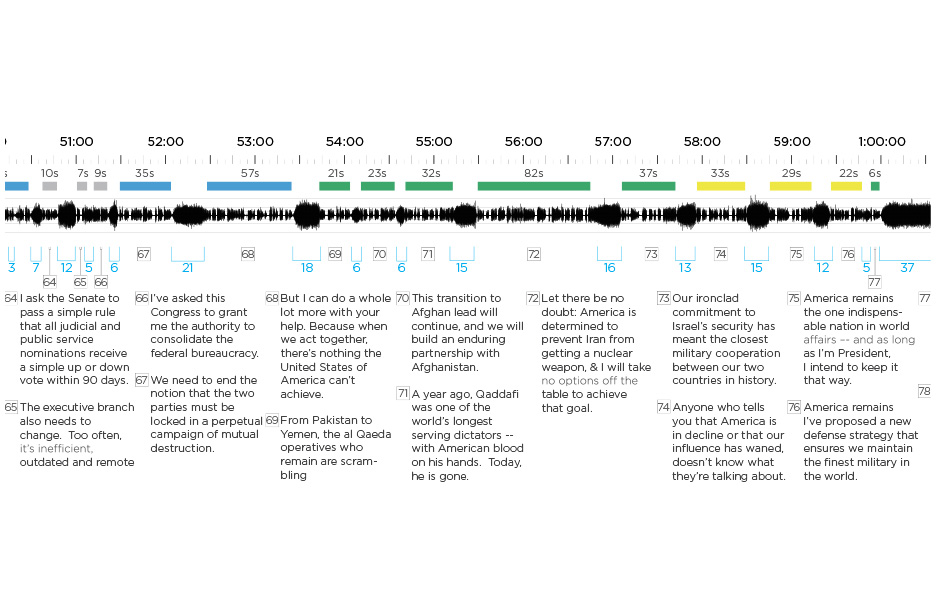 51:00 52:00 53:00 54:00 55:00 56:00 57:00 58:00 59:00 1:00:00
s 10s 7s 9s 35s 57s 21s 23s 32s 82s 37s 33s 29s 22s 6s
67 68 69 70 71 72 73 74 75 76
3 7 12 5 6 21 18 6 6 15 16 13 15 12 5 37
64 65 66 77
64 I ask the Senate to
pass a simple rule
that all judicial and
public service
nominations receive
a simple up or down
vote within 90 days.
65 The executive branch
also needs to
change. Too often,
it's inefficient,
outdated and remote
66 I've asked this
Congress to grant
me the authority to
consolidate the
federal bureaucracy.
67 We need to end the
notion that the two
parties must be
locked in a perpetual
campaign of mutual
destruction.
68 But I can do a whole
lot more with your
help. Because when
we act together,
there's nothing the
United States of
America can't
achieve.
69 From Pakistan to
Yemen, the al Qaeda
operatives who
remain are scram-
bling
70 This transition to
Afghan lead will
continue, and we will
build an enduring
partnership with
Afghanistan.
71 A year ago, Qaddafi
was one of the
world's longest
serving dictators --
with American blood
on his hands. Today,
he is gone.
72 Let there be no
doubt: America is
determined to
prevent Iran from
getting a nuclear
weapon, & I will take
no options off the
table to achieve
that goal.
73 Our ironclad
commitment to
Israel's security has
meant the closest
military cooperation
between our two
countries in history.
74 Anyone who tells
you that America is
in decline or that our
influence has waned,
doesn't know what
they're talking about.
75 America remains
the one indispens-
able nation in world
affairs -- and as long
as I'm President,
I intend to keep it
that way.
76 America remains
I've proposed a new
defense strategy that
ensures we maintain
the finest military in
the world.
77
78